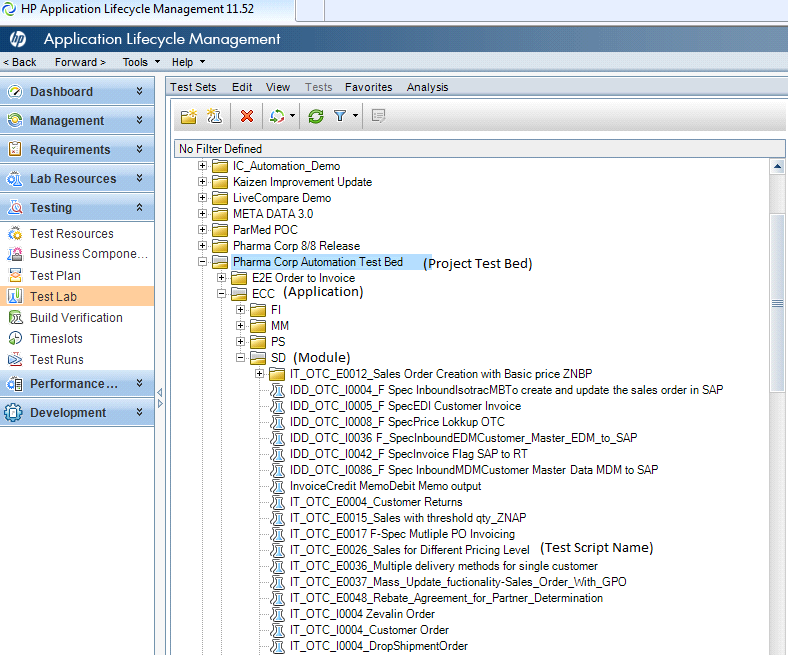 HP Application Lifecycle Management 11.52
hp Application Lifecycle Management
< Back Forward > Tools Help
Dashboard
Management
Requirements
Lab Resources
Testing
Test Resources
Business Compone...
Test Plan
Test Lab
Build Verification
Timeslots
Test Runs
Performance...
Development
Test Sets Edit View Tests Favorites Analysis
No Filter Defined
IC_Automation_Demo
Kaizen Improvement Update
LiveCompare Demo
META DATA 3.0
ParMed POC
Pharma Corp 8/8 Release
Pharma Corp Automation Test Bed (Project Test Bed)
E2E Order to Invoice
ECC (Application)
FI
MM
PS
SD (Module)
IT_OTC_E0012_Sales Order Creation with Basic price ZNBP
IDD_OTC_I0004_F Spec InboundIsotracMBTo create and update the sales order in SAP
IDD_OTC_I0005_F SpecEDI Customer Invoice
IDD_OTC_I0008_F SpecPrice Lokkup OTC
IDD_OTC_I0036 F_SpecInboundEDMCustomer_Master_EDM_to_SAP
IDD_OTC_I0042_F SpecInvoice Flag SAP to RT
IDD_OTC_I0086_F Spec InboundMDMCustomer Master Data MDM to SAP
InvoiceCredit MemoDebit Memo output
IT_OTC_E0004_Customer Returns
IT_OTC_E0015_Sales with threshold qty_ZNAP
IT_OTC_E0017 F-Spec Mutliple PO Invoicing
IT_OTC_E0026_Sales for Different Pricing Level (Test Script Name)
IT_OTC_E0036_Multiple delivery methods for single customer
IT_OTC_E0037_Mass_Update_fuctionality-Sales_Order_With_GPO
IT_OTC_E0048_Rebate_Agreement_for_Partner_Determination
IT_OTC_I0004 Zevalin Order
IT_OTC_I0004_Customer Order
IT_OTC_I0004_DropShipmentOrder